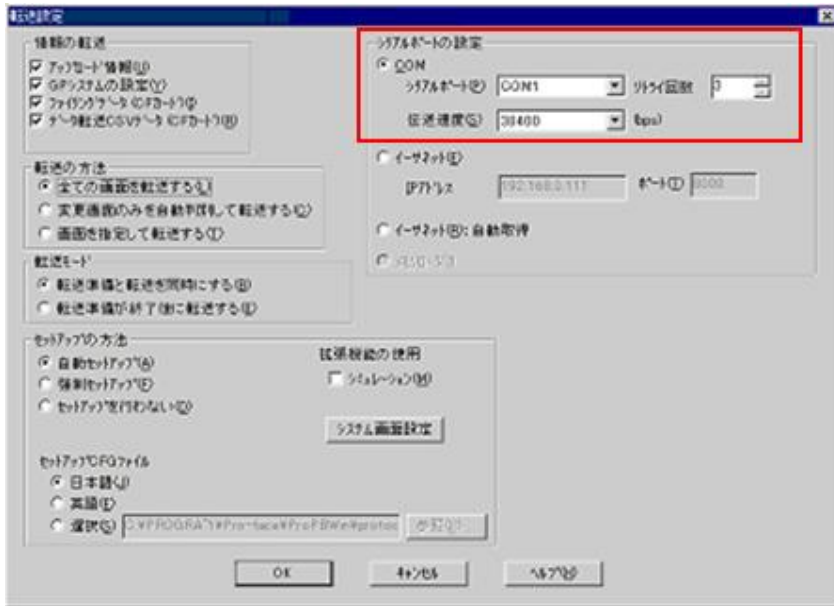 転送設定
情報の転送
アップロード情報(U)
GPシステムの設定(Y)
ファイリングデータ(CFカード)(I)
データ転送CSVデータ(CFカード)(R)
転送の方法
全ての画面を転送する(L)
変更画面のみを自動判別して転送する(C)
画面を指定して転送する(T)
転送モード
転送準備と転送を同時にする(B)
転送準備が終了後に転送する
セットアップの方法
自動セットアップ(A)
強制セットアップ(F)
セットアップを行わない(O)
拡張機能の使用
シミュレーション(M)
システム画面設定
セットアップCFGファイル
日本語(J)
英語(E)
選択(S)
C:¥PROGRA~1¥Pro-face¥ProPBWin¥protoc
参照
シリアルポートの設定
COM
シリアルポート(P) COM1 リトライ回数 3
伝送速度(S) 38400 (bps)
イーサネット(E)
IPアドレス 192.168.0.111 ポート(T) 8000
イーサネット(R):自動取得
OK
キャンセル
ヘルプ(H)